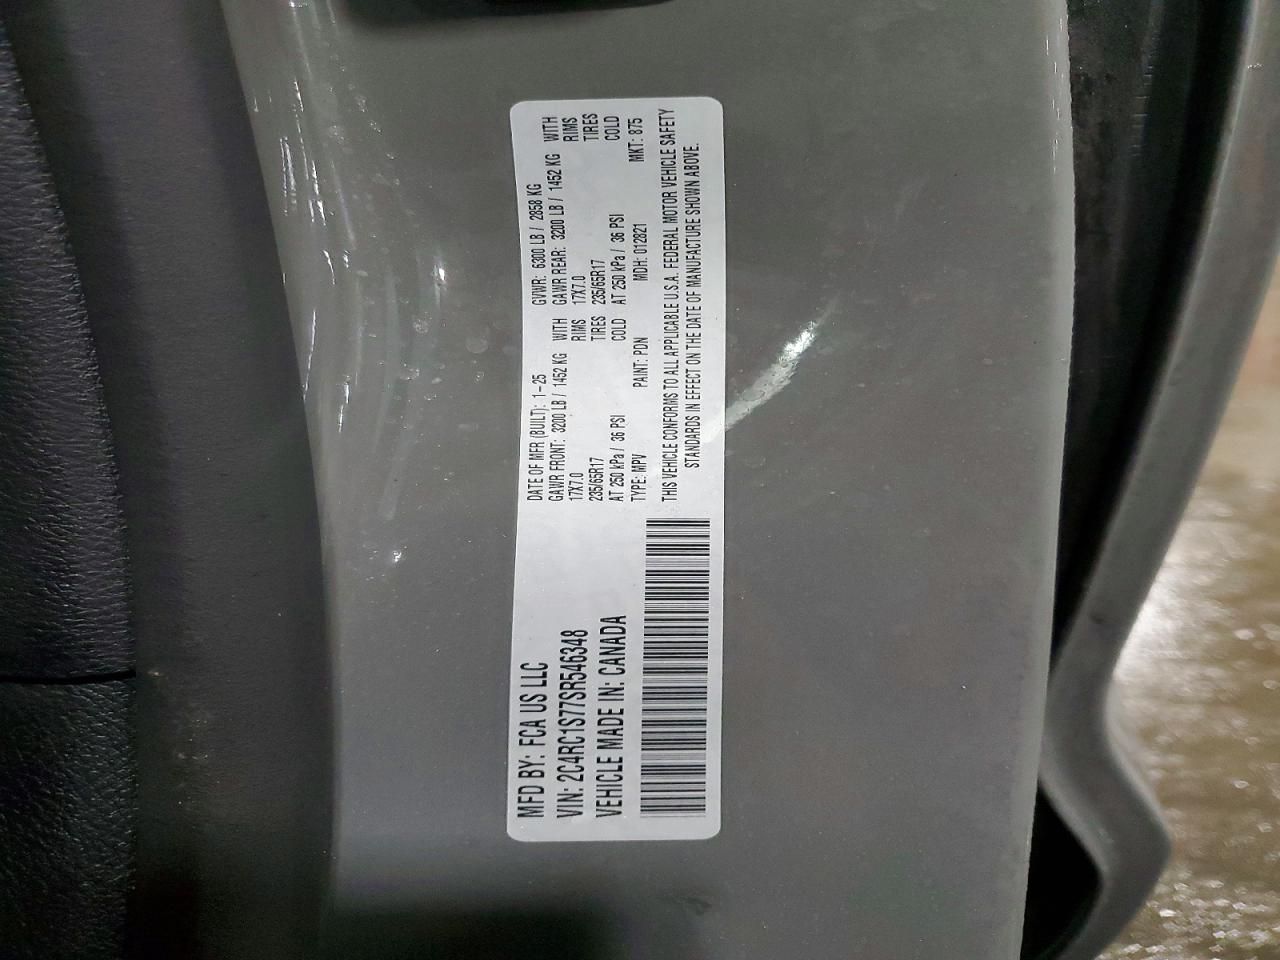 MFD BY: FCA US LLC
VIN: 2C4RC1S77SR546348
VEHICLE MADE IN: CANADA
DATE OF MFR (BUILT): 1-25 GVWR: 6300 LB / 2858 KG
GAWR FRONT: 3200 LB / 1452 KG WITH GAWR REAR: 3200 LB / 1452 KG WITH
17X7.0 RIMS 17X7.0 RIMS
235/65R17 TIRES 235/65R17 TIRES
AT 250 kPa / 36 PSI COLD AT 250 kPa / 36 PSI COLD
TYPE: MPV PAINT: PDN MDH: 012821 MKT: 875
THIS VEHICLE CONFORMS TO ALL APPLICABLE U.S.A. FEDERAL MOTOR VEHICLE SAFETY
STANDARDS IN EFFECT ON THE DATE OF MANUFACTURE SHOWN ABOVE.